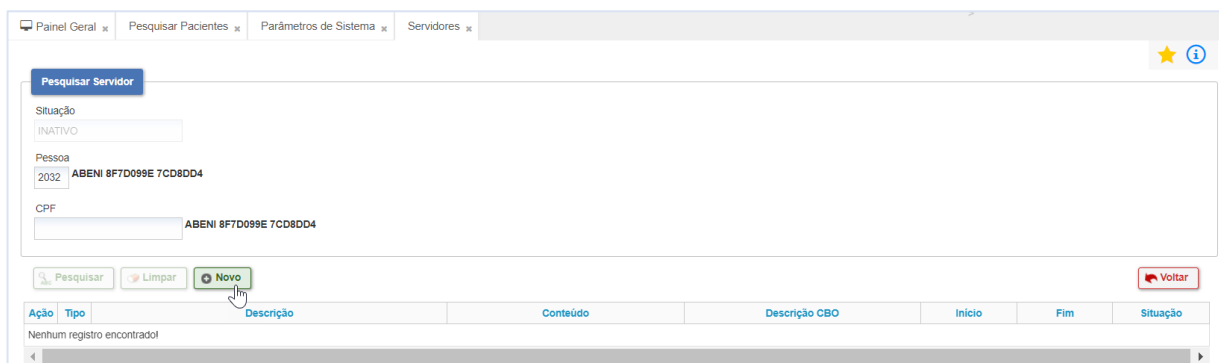 Painel Geral x Pesquisar Pacientes x Parâmetros de Sistema x Servidores x
Pesquisar Servidor
Situação
INATIVO
Pessoa
2032 ABENI 8F7D099E 7CD8DD4
CPF
ABENI 8F7D099E 7CD8DD4
Pesquisar Limpar Novo Voltar
Ação Tipo Descrição Conteúdo Descrição CBO Início Fim Situação
Nenhum registro encontrado!